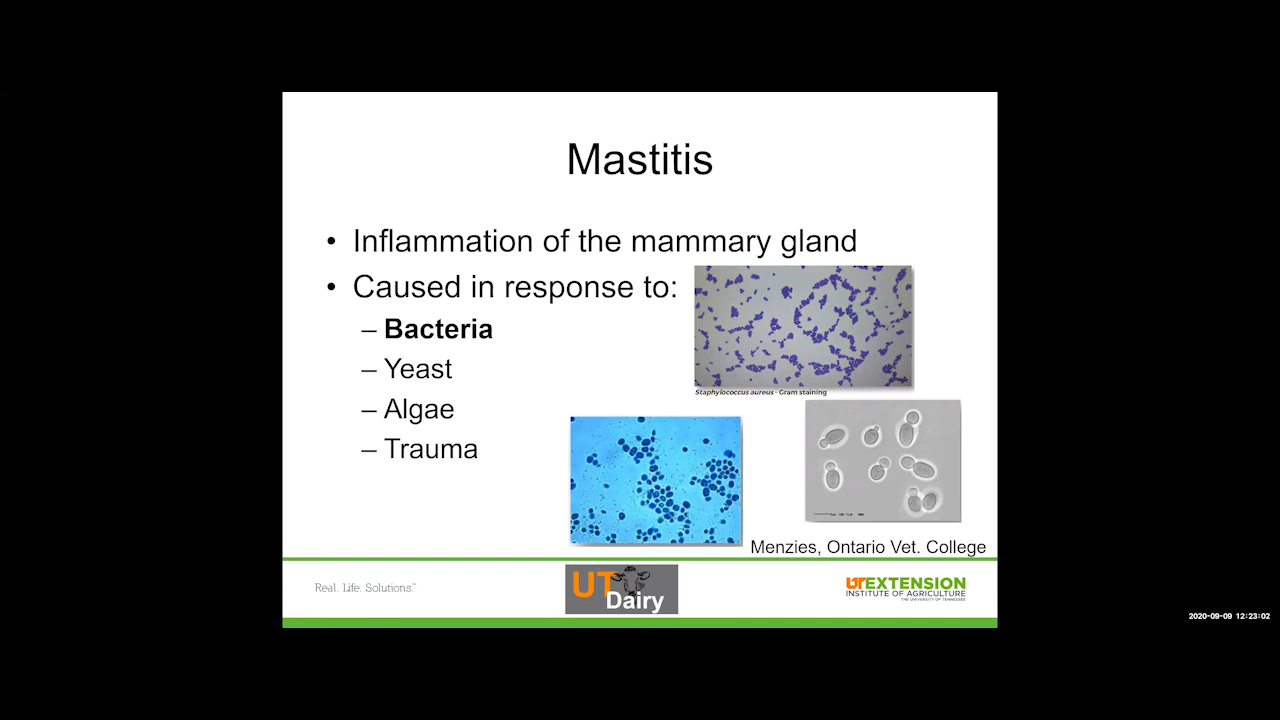 Mastitis
• Inflammation of the mammary gland
• Caused in response to:
– Bacteria
– Yeast
– Algae
– Trauma
Staphylococcus aureus - Gram staining
Menzies, Ontario Vet. College
Real. Life. Solutions.™
UT
Dairy
UT EXTENSION
INSTITUTE OF AGRICULTURE
THE UNIVERSITY OF TENNESSEE
2020-09-09 12:23:02